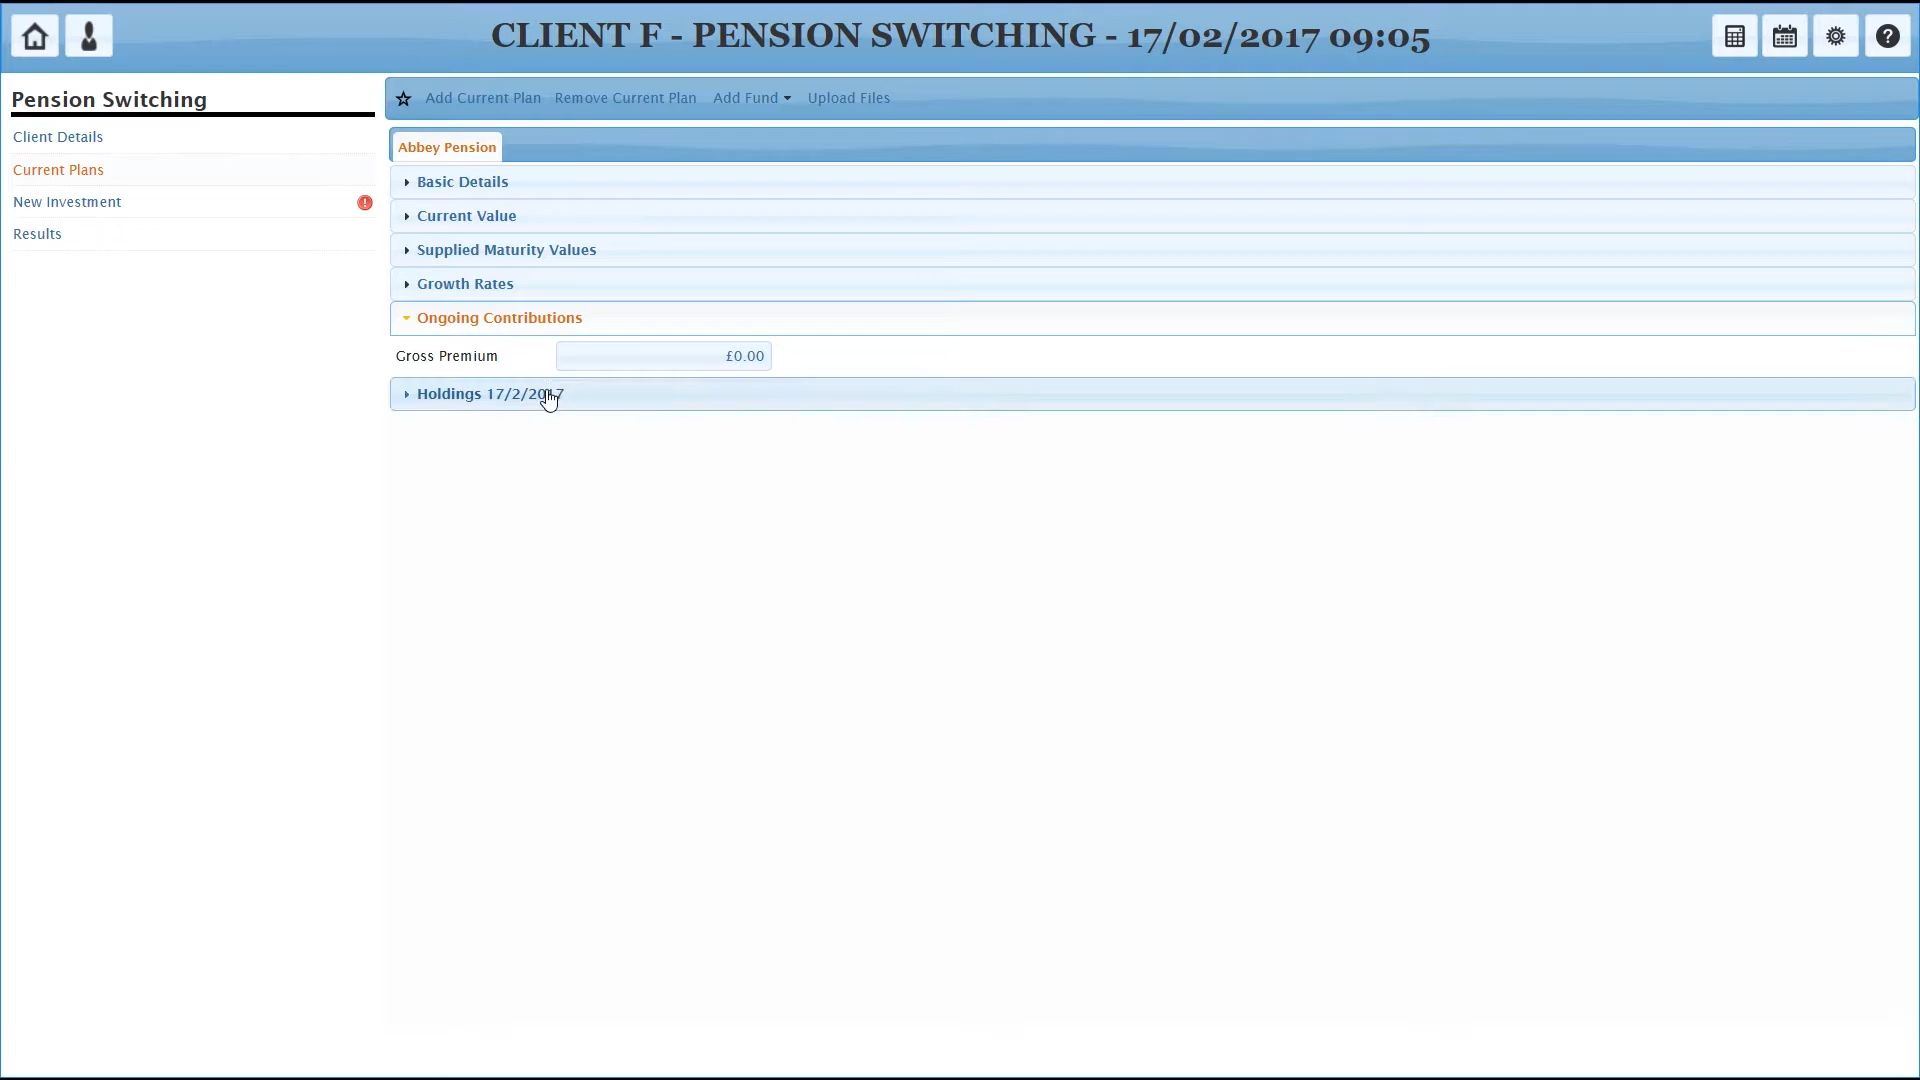 CLIENT F - PENSION SWITCHING - 17/02/2017 09:05
Pension Switching
Client Details
Current Plans
New Investment
Results
Add Current Plan Remove Current Plan Add Fund Upload Files
Abbey Pension
Basic Details
Current Value
Supplied Maturity Values
Growth Rates
Ongoing Contributions
Gross Premium £0.00
Holdings 17/2/2017